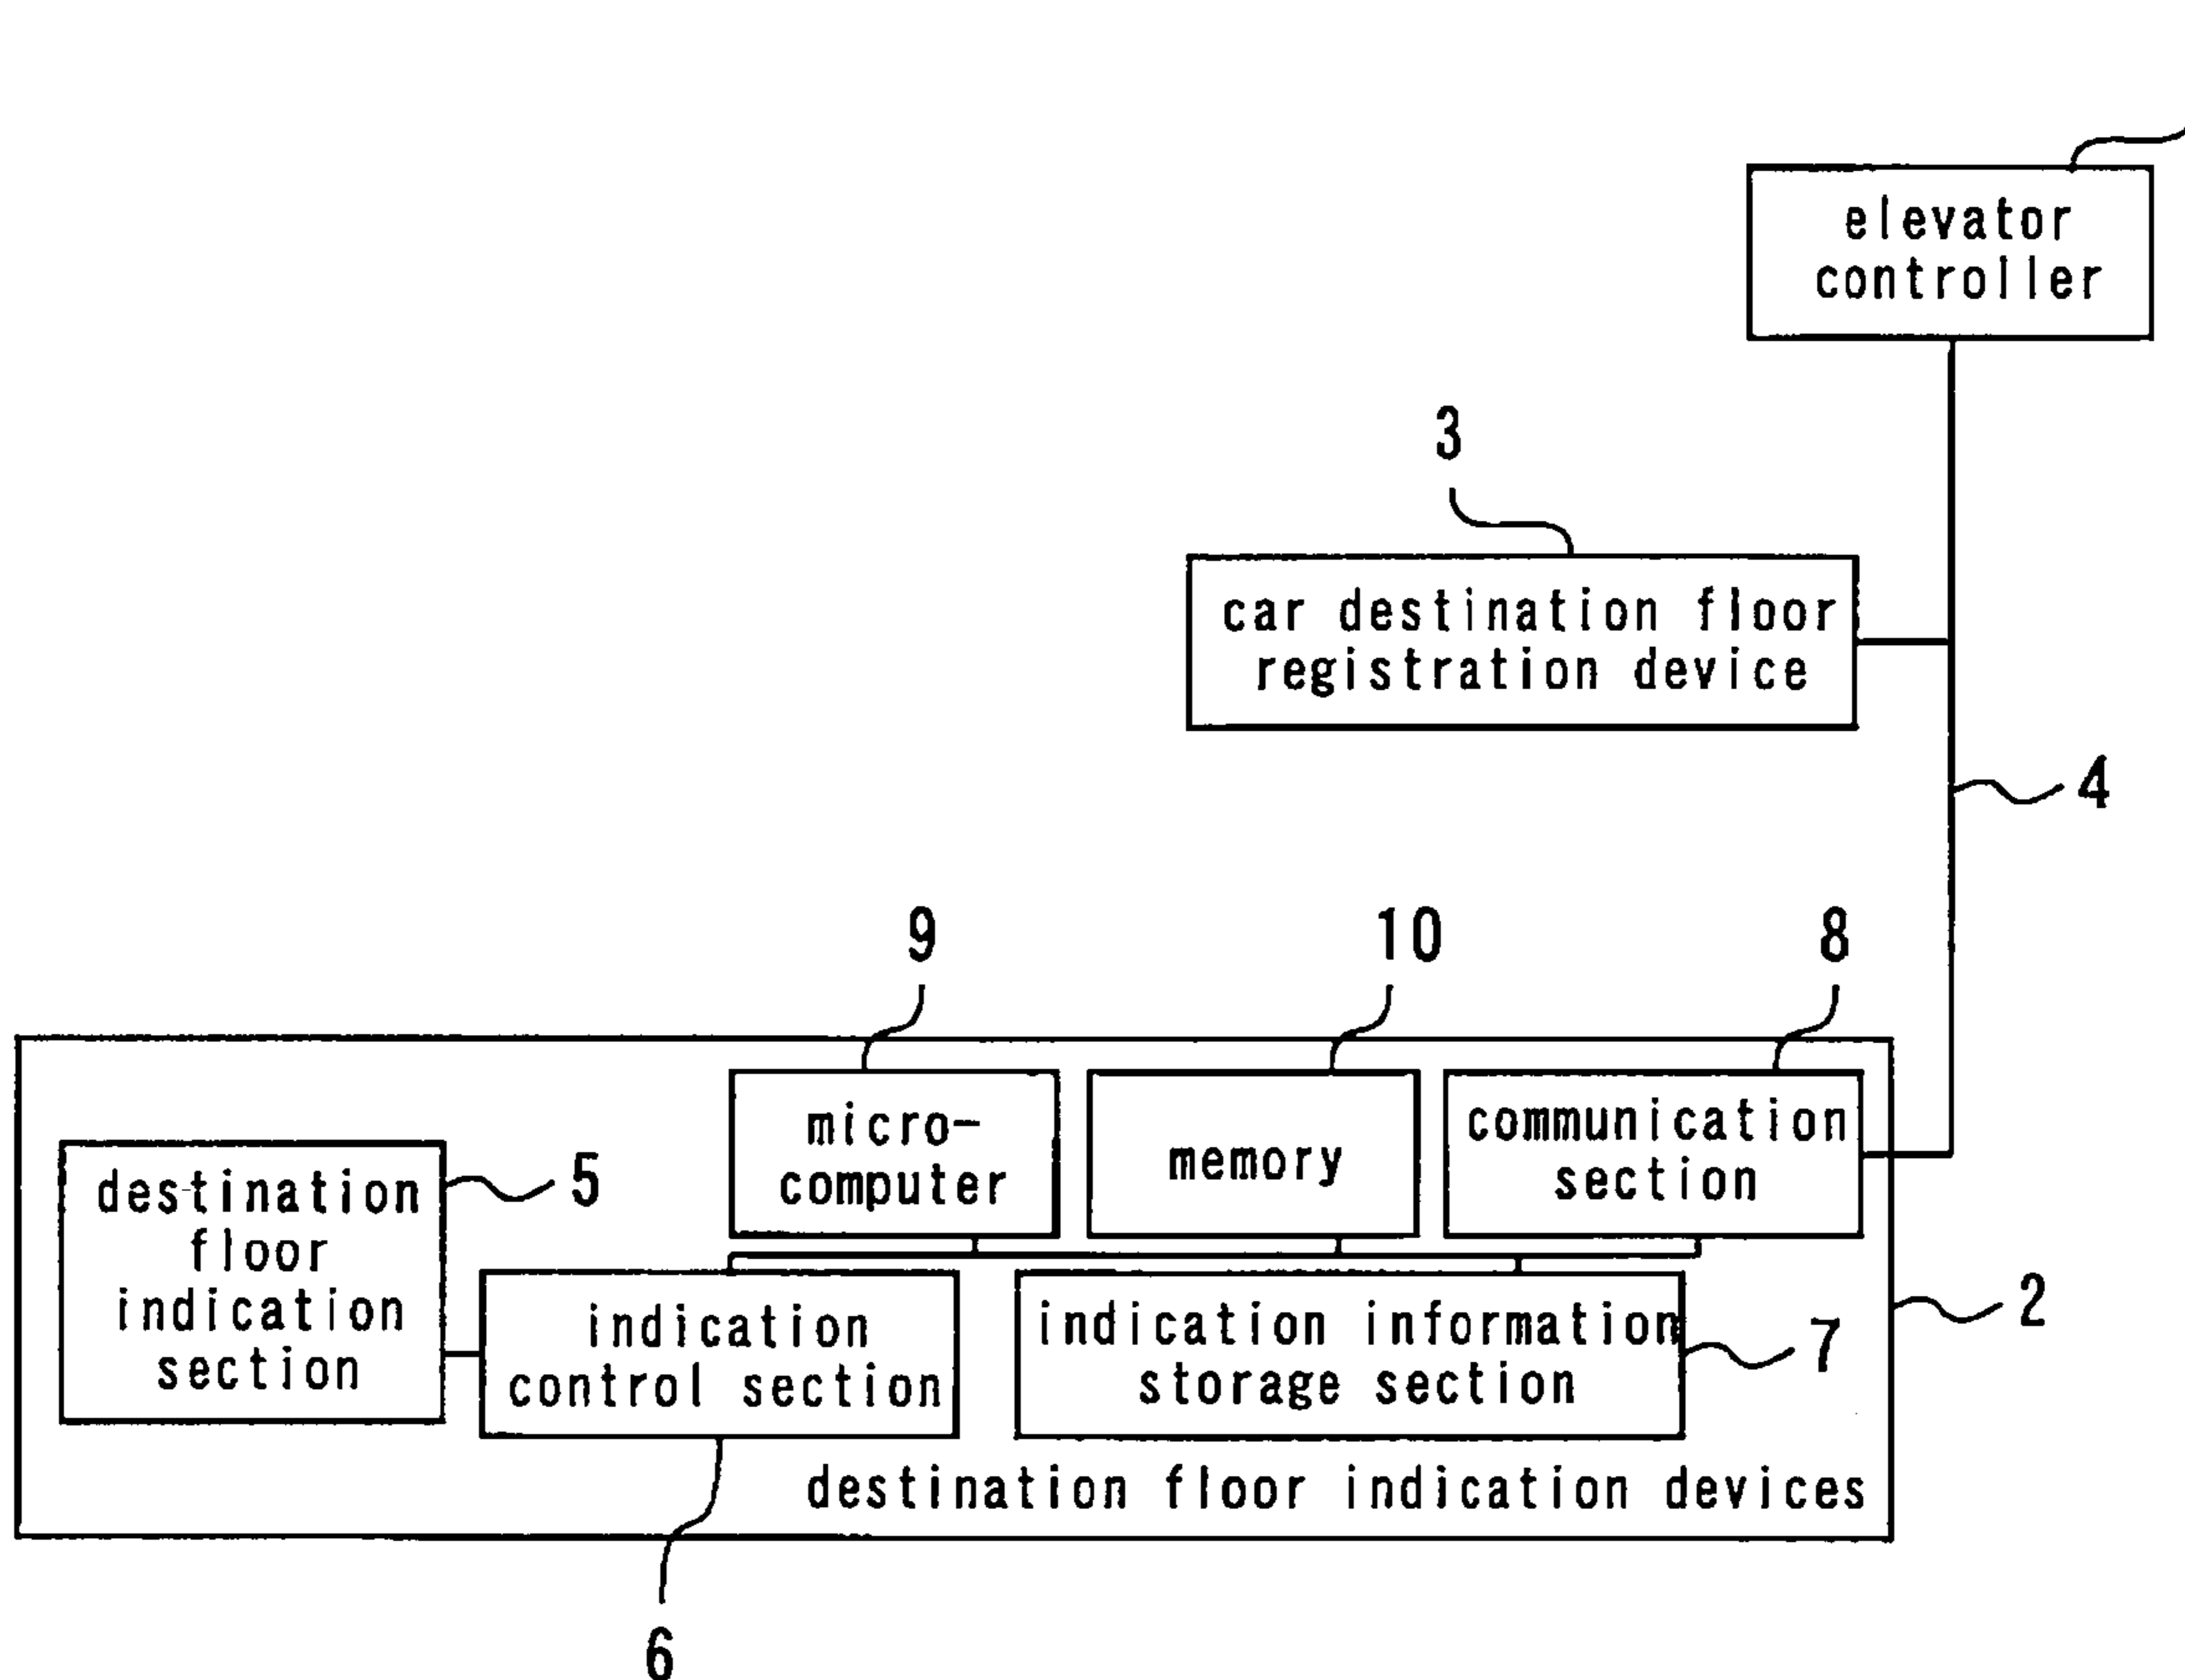 elevator
controller
3
car destination floor
registration device
4
9
10
8
micro-
computer
memory
communication
section
destination
floor
indication
section
5
indication
control section
indication information
storage section
7
2
destination floor indication devices
6